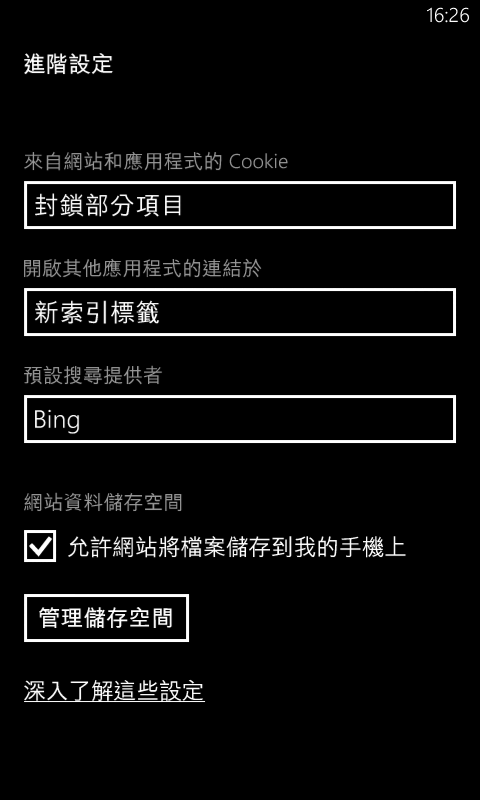 16:26
進階設定
來自網站和應用程式的 Cookie
封鎖部分項目
開啟其他應用程式的連結於
新索引標籤
預設搜尋提供者
Bing
網站資料儲存空間
允許網站將檔案儲存到我的手機上
管理儲存空間
深入了解這些設定